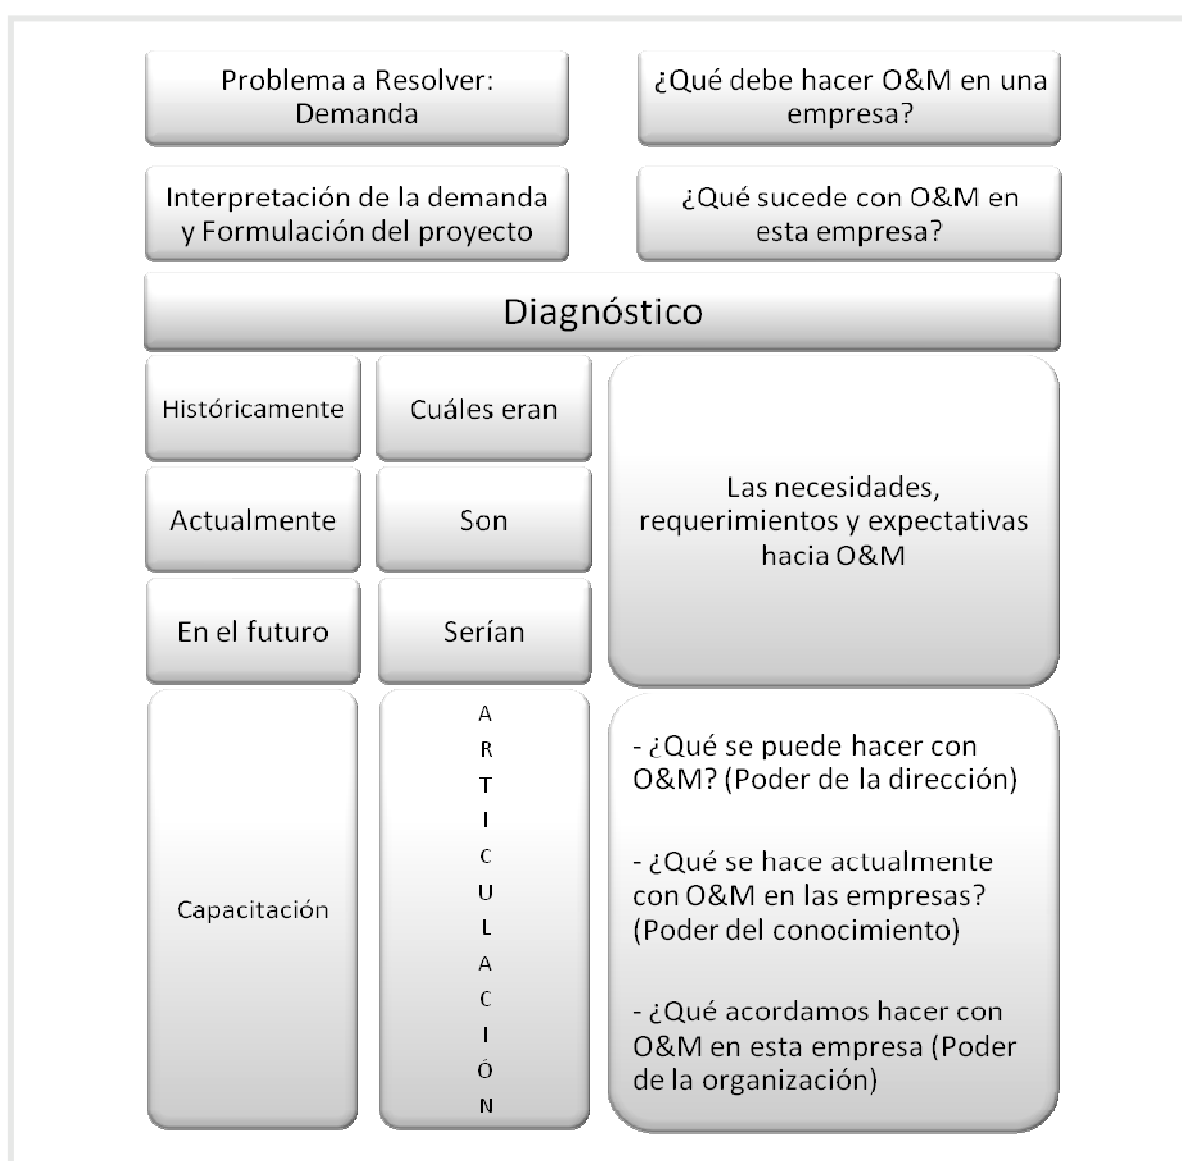 Problema a Resolver:
Demanda
¿Qué debe hacer O&M en una
empresa?
Interpretación de la demanda
y Formulación del proyecto
¿Qué sucede con O&M en
esta empresa?
Diagnóstico
Históricamente
Cuáles eran
Las necesidades,
requerimientos y expectativas
hacia O&M
Actualmente
Son
En el futuro
Serían
Capacitación
A
R
T
I
C
U
L
A
C
I
Ó
N
- ¿Qué se puede hacer con
O&M? (Poder de la dirección)
- ¿Qué se hace actualmente
con O&M en las empresas?
(Poder del conocimiento)
- ¿Qué acordamos hacer con
O&M en esta empresa (Poder
de la organización)